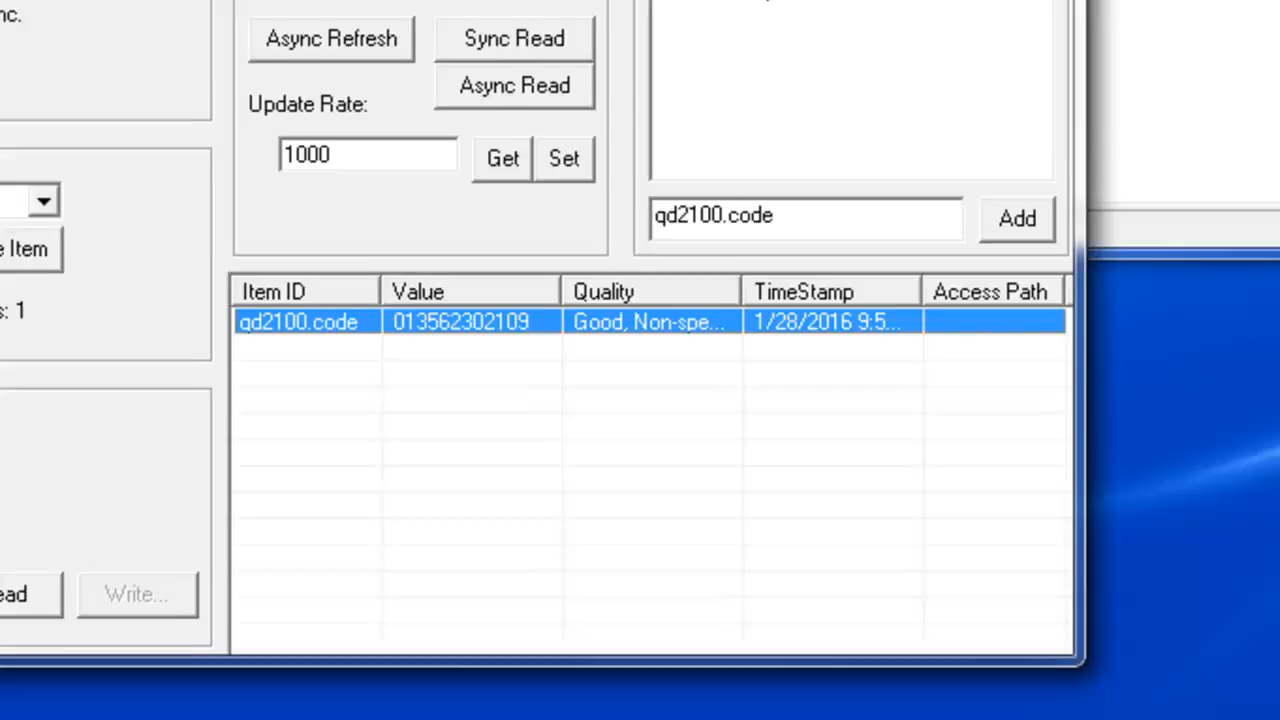 nc.
Async Refresh
Sync Read
Async Read
Update Rate:
1000
Get
Set
e Item
s: 1
ead
Write...
qd2100.code
Add
Item ID Value Quality TimeStamp Access Path
qd2100.code 013562302109 Good, Non-spe... 1/28/2016 9:5...